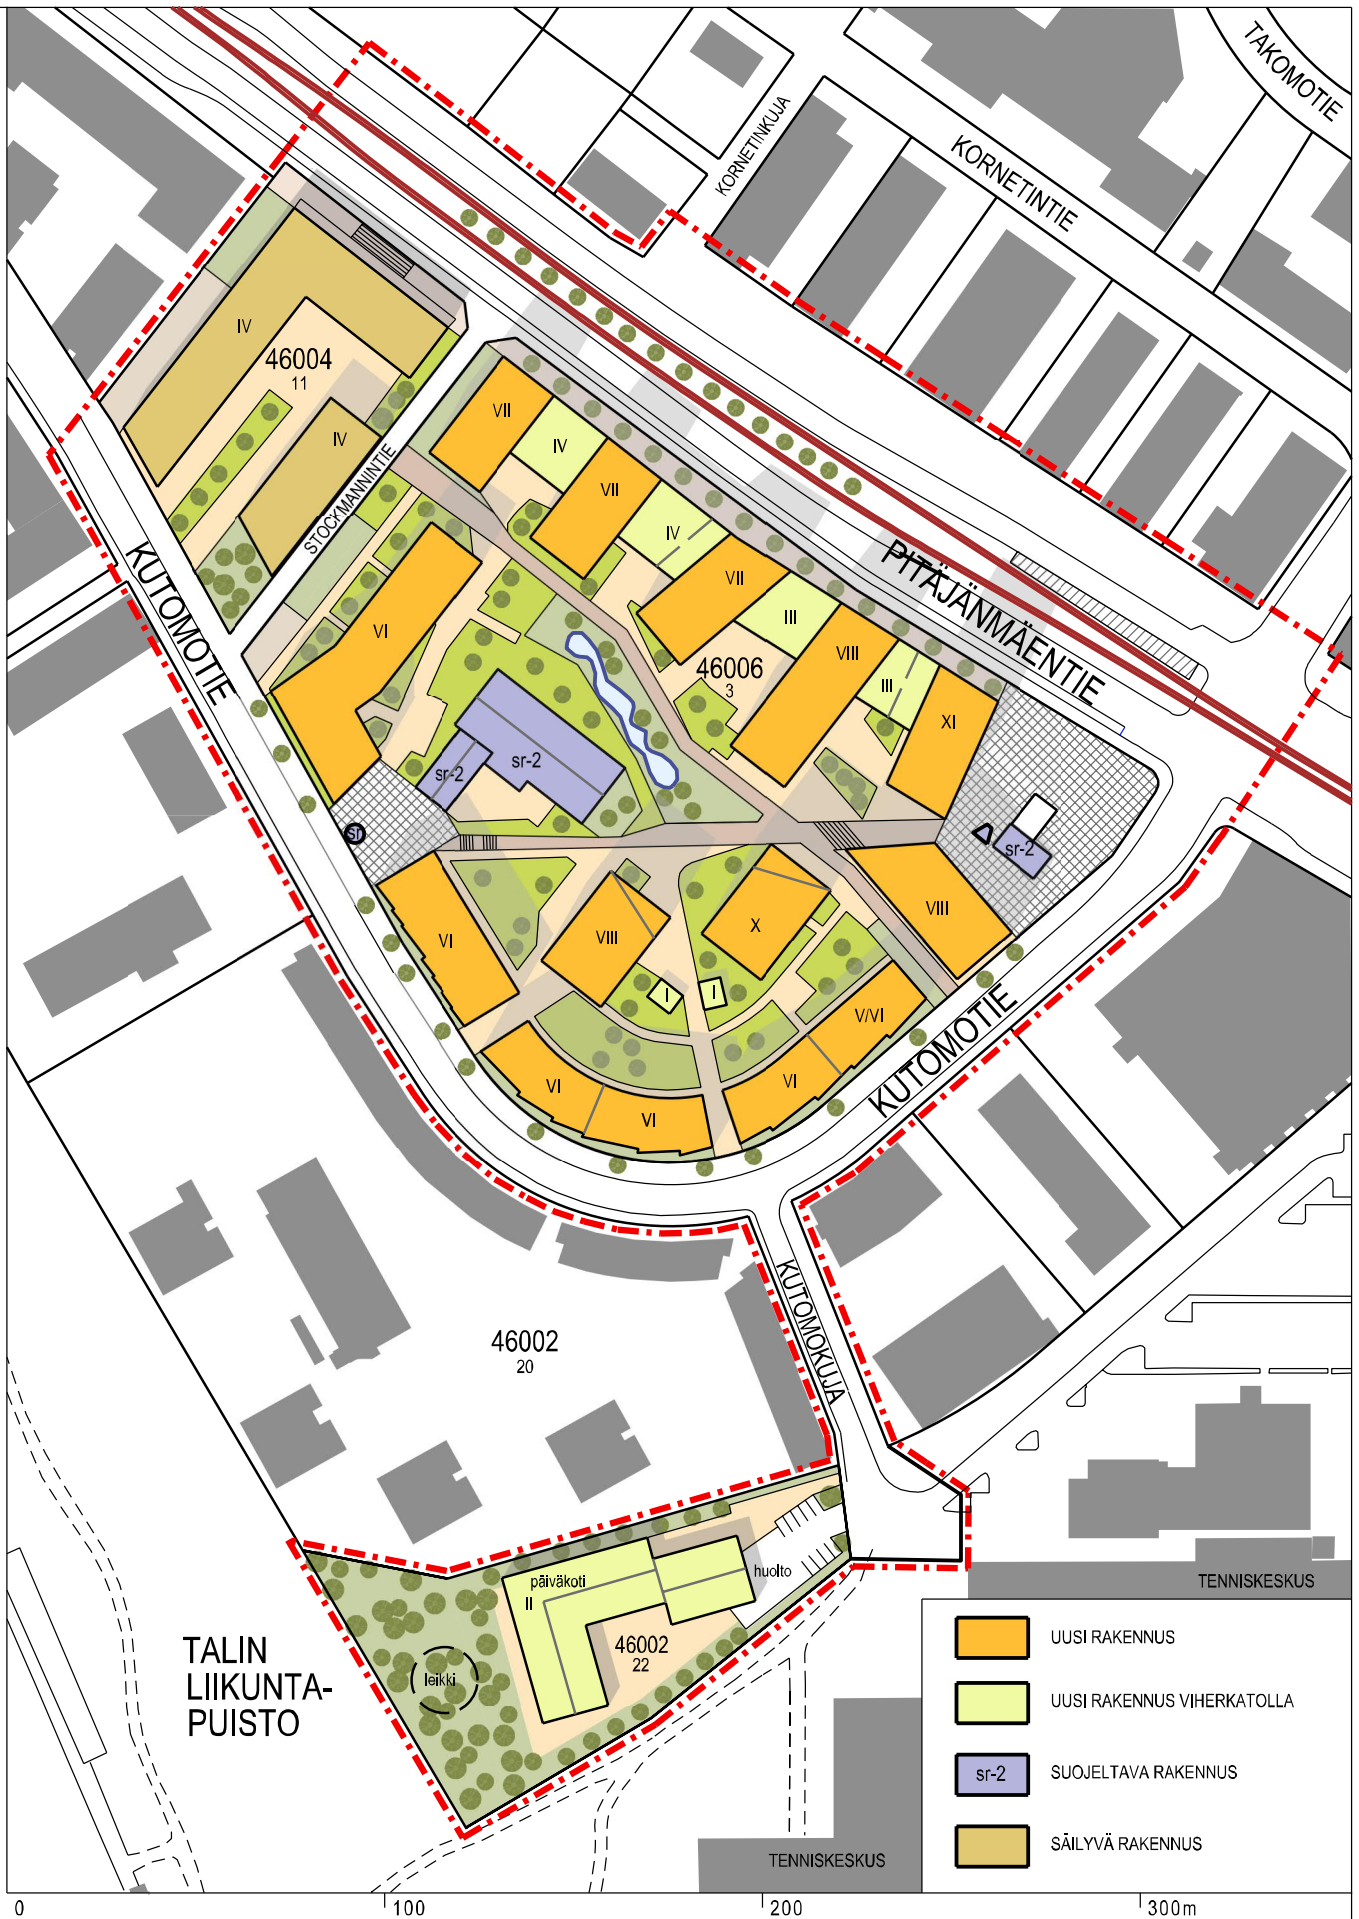 TAKOMOTIE
KORNETINKUJA
KORNETINTIE
IV
46004
11
IV
STOCKMANNINTIE
KUTOMOTIE
VII
IV
VII
IV
VII
III
VIII
III
XI
PITÄJÄNMÄENTIE
VI
46006
3
sr-2
sr-2
sr
sr-2
VI
VIII
X
VIII
I
I
V/VI
VI
VI
VI
KUTOMOTIE
KUTOMOKUJA
46002
20
päiväkoti
II
huolto
46002
22
leikki
TALIN
LIIKUNTA-
PUISTO
TENNISKESKUS
TENNISKESKUS
UUSI RAKENNUS
UUSI RAKENNUS VIHERKATOLLA
sr-2 SUOJELTAVA RAKENNUS
SÄILYVÄ RAKENNUS
0 100 200 300m